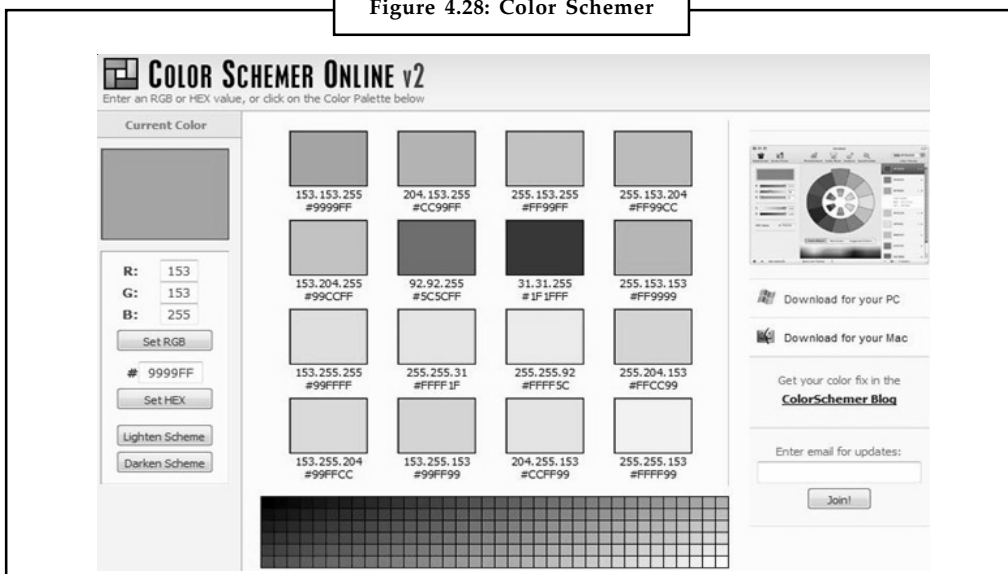 Figure 4.28: Color Schemer
COLOR SCHEMER ONLINE v2
Enter an RGB or HEX value, or click on the Color Palette below
Current Color
R: 153
G: 153
B: 255
Set RGB
# 9999FF
Set HEX
Lighten Scheme
Darken Scheme
153.153.255 204.153.255 255.153.255 255.153.204
#9999FF #CC99FF #FF99FF #FF99CC
153.204.255 92.92.255 31.31.255 255.153.153
#99CCFF #5C5CFF #1F1FFF #FF9999
153.255.255 255.255.31 255.255.92 255.204.153
#99FFFF #FFFF1F #FFFF5C #FFCC99
153.255.204 153.255.153 204.255.153 255.255.153
#99FFCC #99FF99 #CCFF99 #FFFF99
Download for your PC
Download for your Mac
Get your color fix in the
ColorSchemer Blog
Enter email for updates:
Join!